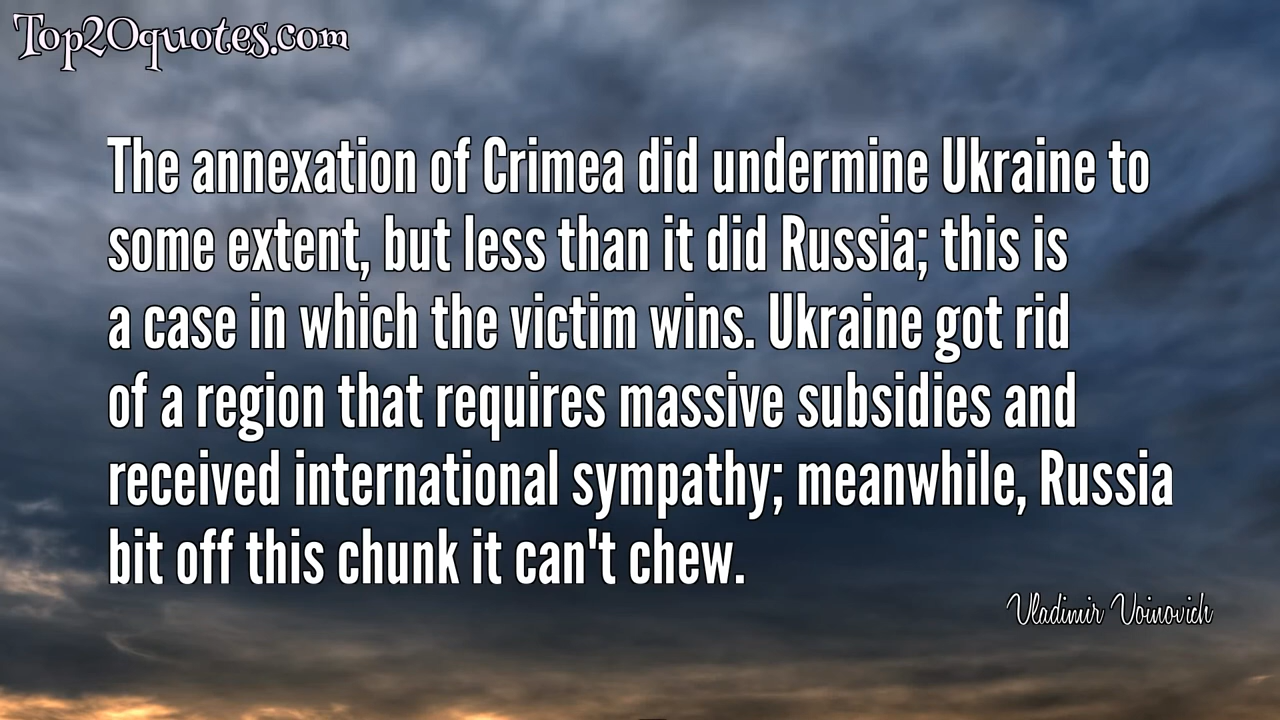 Top20quotes.com
The annexation of Crimea did undermine Ukraine to
some extent, but less than it did Russia; this is
a case in which the victim wins. Ukraine got rid
of a region that requires massive subsidies and
received international sympathy; meanwhile, Russia
bit off this chunk it can't chew.
Vladimir Voinovich